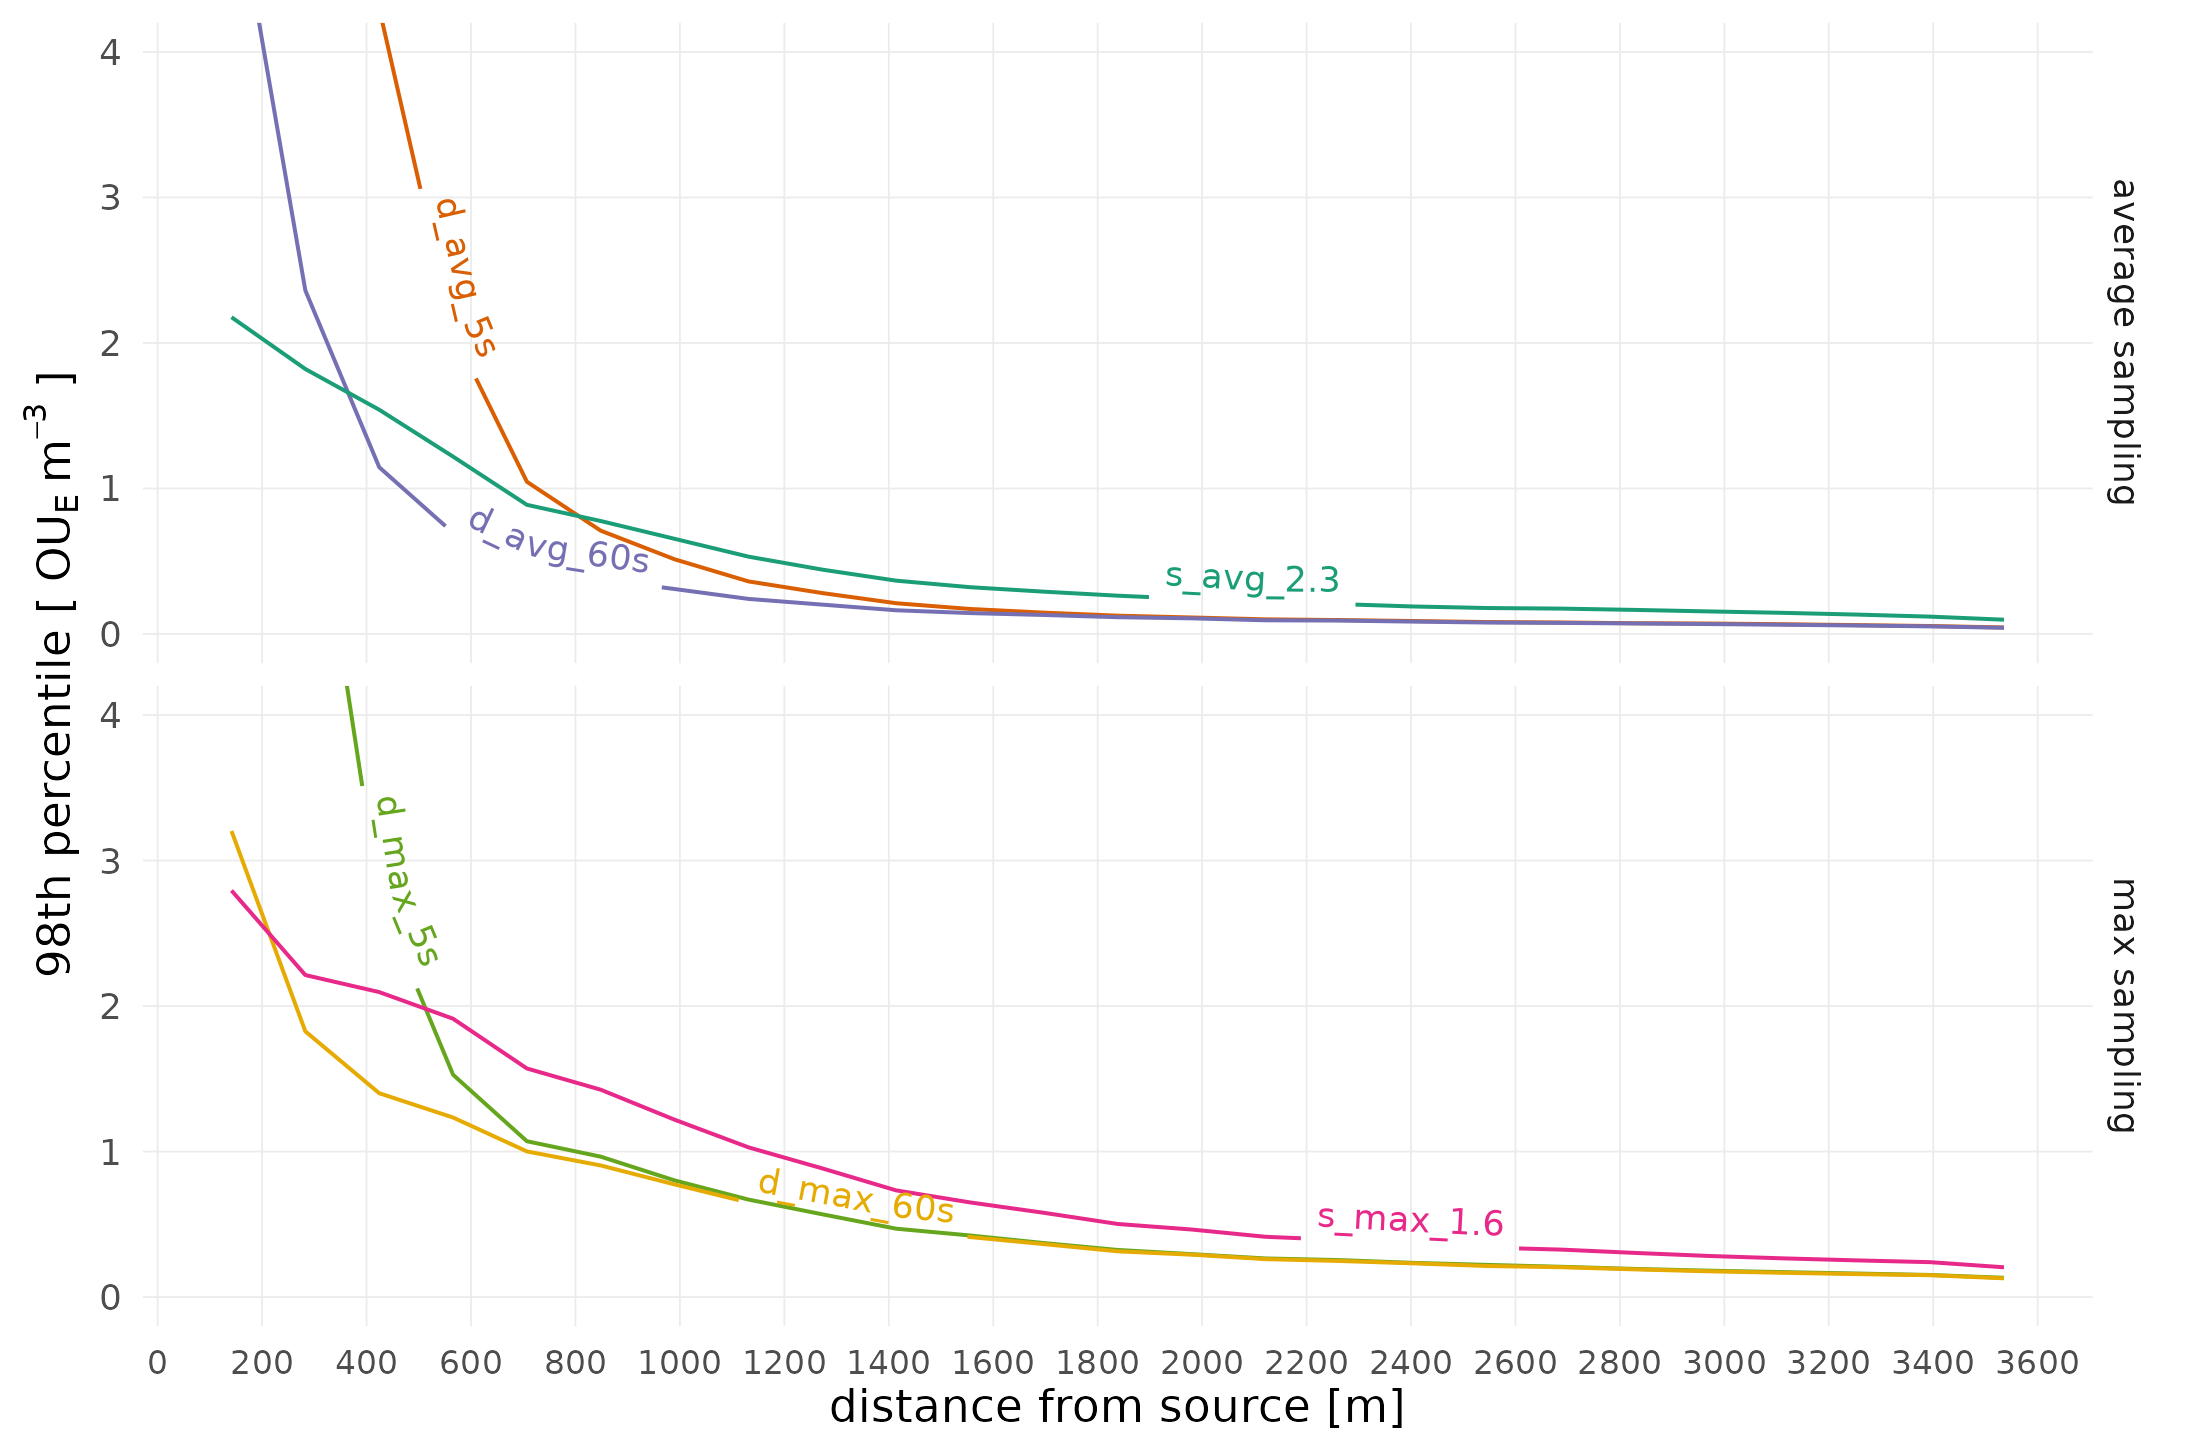 98th percentile [ OU_E m^−3 ]
4
3
2
1
0
d_avg_5s
d_avg_60s
s_avg_2.3
average sampling
4
3
2
1
0
d_max_5s
d_max_60s
s_max_1.6
max sampling
0 200 400 600 800 1000 1200 1400 1600 1800 2000 2200 2400 2600 2800 3000 3200 3400 3600
distance from source [m]